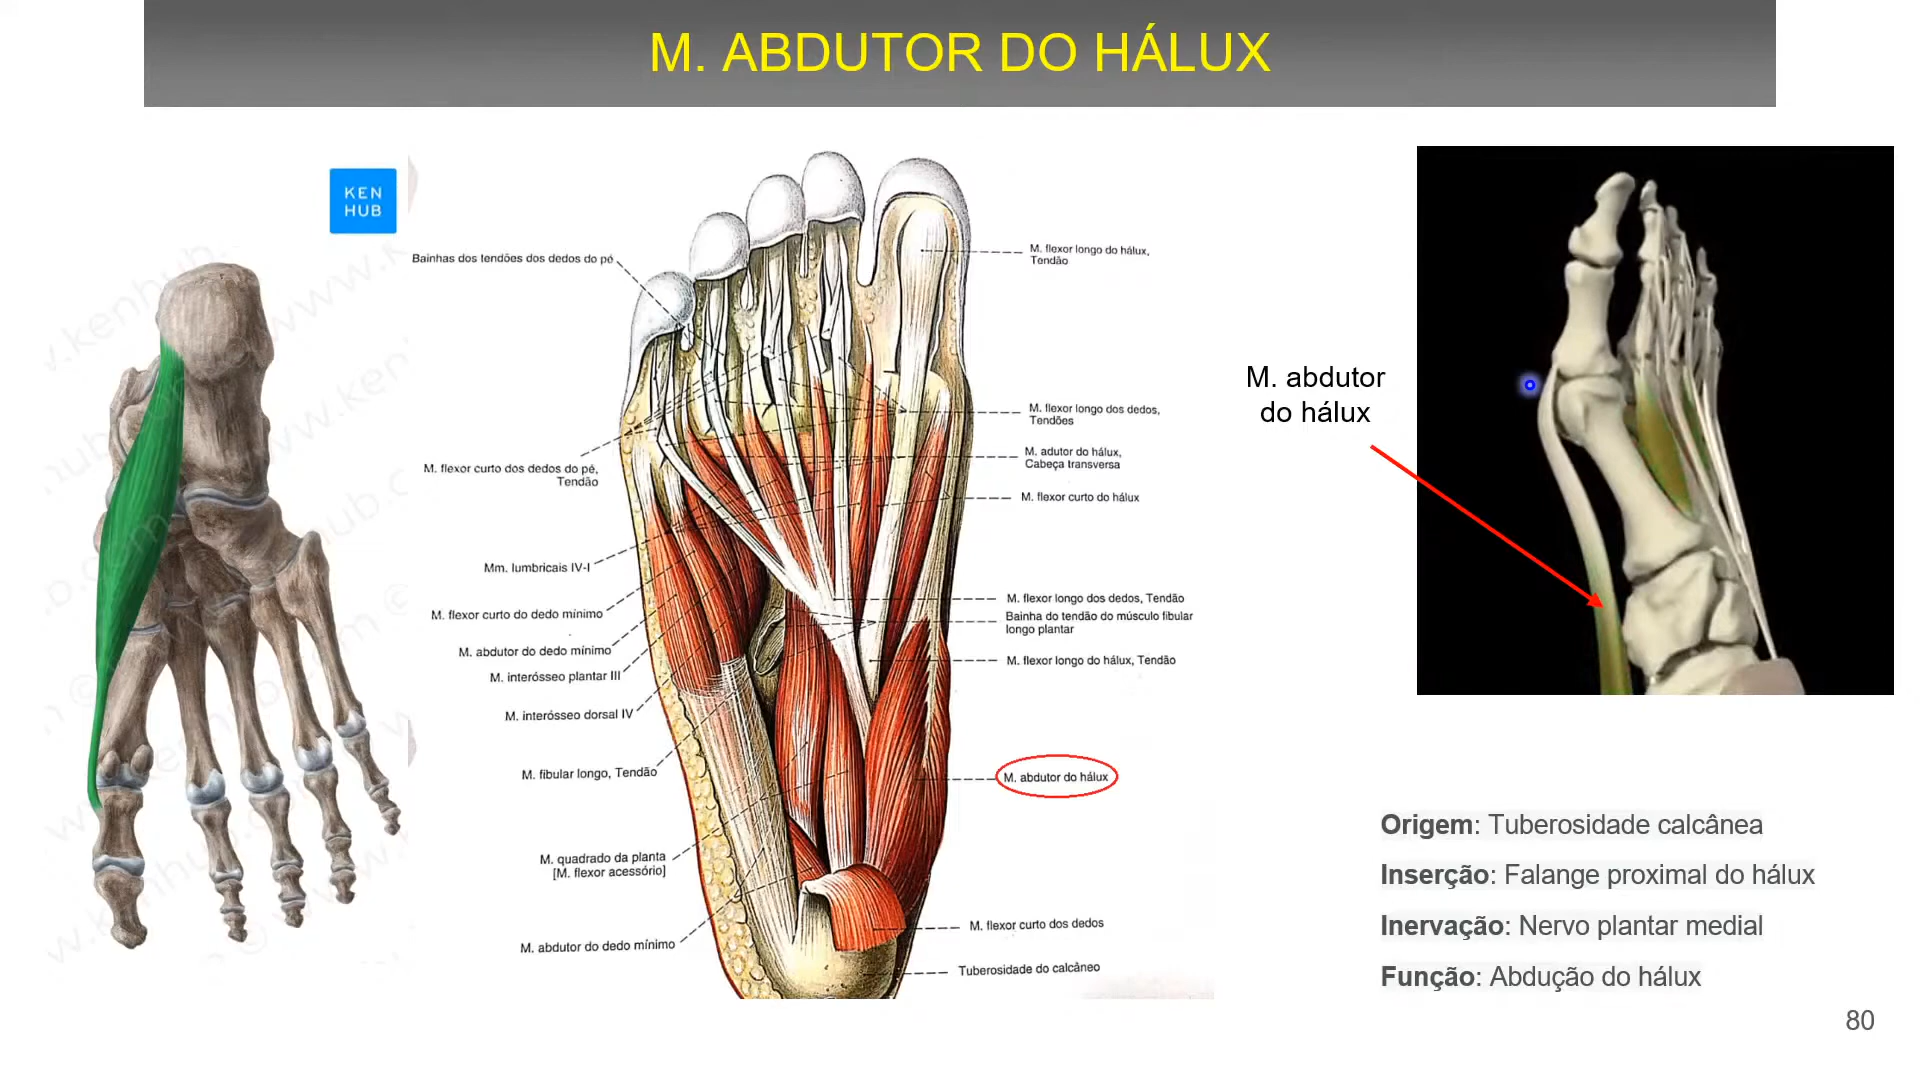 M. ABDUTOR DO HÁLUX
KEN
HUB
Bainhas dos tendões dos dedos do pé
M. flexor curto dos dedos do pé,
Tendão
Mm. lumbricais IV-I
M. flexor curto do dedo mínimo
M. abdutor do dedo mínimo
M. interósseo plantar III
M. interósseo dorsal IV
M. fibular longo, Tendão
M. quadrado da planta
[M. flexor acessório]
M. abdutor do dedo mínimo
M. flexor longo do hálux,
Tendão
M. flexor longo dos dedos,
Tendões
M. adutor do hálux,
Cabeça transversa
M. flexor curto do hálux
M. flexor longo dos dedos, Tendão
Bainha do tendão do músculo fibular
longo plantar
M. flexor longo do hálux, Tendão
M. abdutor do hálux
M. flexor curto dos dedos
Tuberosidade do calcâneo
M. abdutor
do hálux
Origem: Tuberosidade calcânea
Inserção: Falange proximal do hálux
Inervação: Nervo plantar medial
Função: Abdução do hálux
80